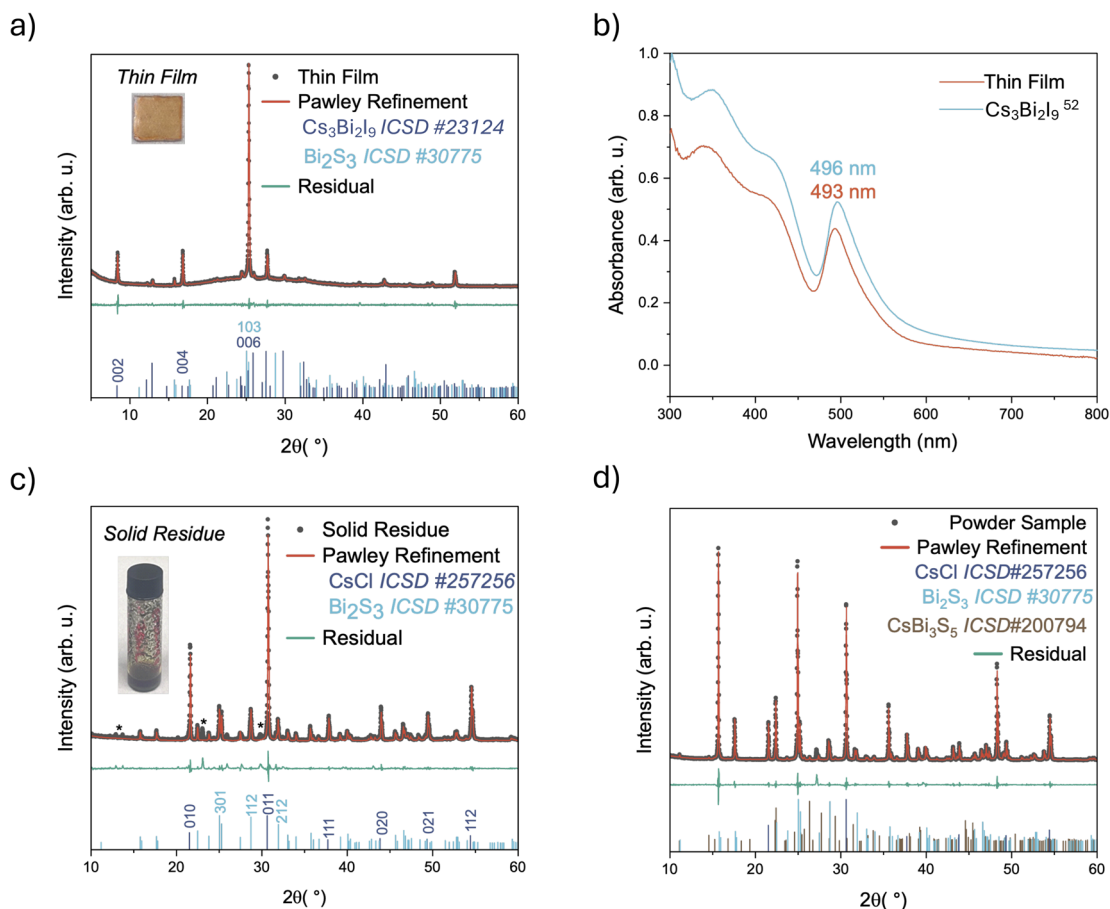 a)
Thin Film
Thin Film
Pawley Refinement
Cs3Bi2I9 ICSD #23124
Bi2S3 ICSD #30775
Residual
Intensity (arb. u.)
002
004
103
006
10 20 30 40 50 60
2θ( °)
b)
1.0
0.8
0.6
0.4
0.2
0.0
Absorbance (arb. u.)
Thin Film
Cs3Bi2I9 52
496 nm
493 nm
300 400 500 600 700 800
Wavelength (nm)
c)
Solid Residue
Solid Residue
Pawley Refinement
CsCl ICSD #257256
Bi2S3 ICSD #30775
Residual
Intensity (arb. u.)
* * *
010
301
112
011
212
111
020
021
112
10 20 30 40 50 60
2θ( °)
d)
Powder Sample
Pawley Refinement
CsCl ICSD#257256
Bi2S3 ICSD #30775
CsBi3S5 ICSD#200794
Residual
Intensity (arb. u.)
10 20 30 40 50 60
2θ( °)